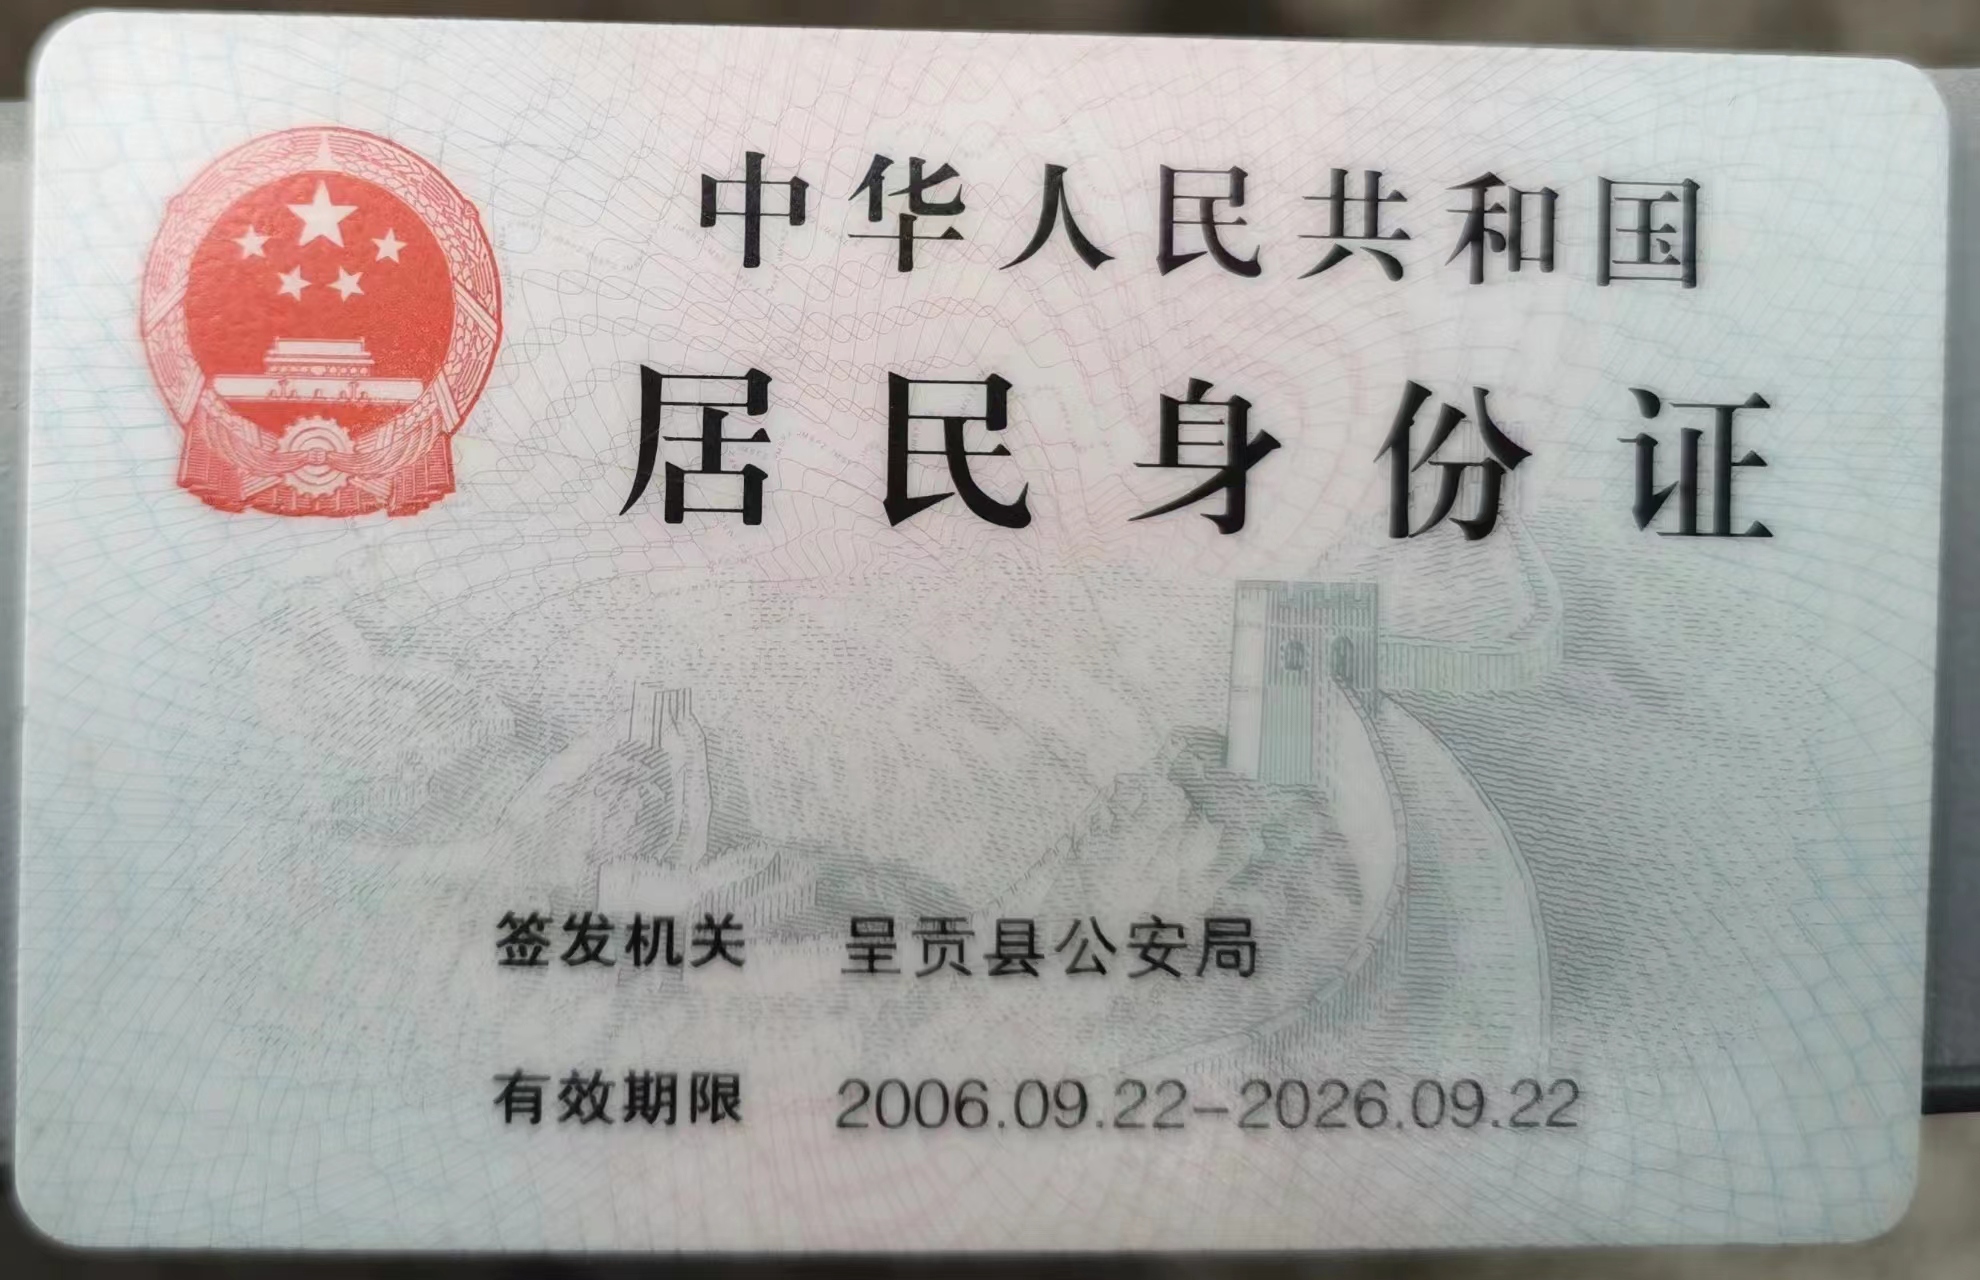 中华人民共和国
居民身份证
签发机关 呈贡县公安局
有效期限 2006.09.22-2026.09.22